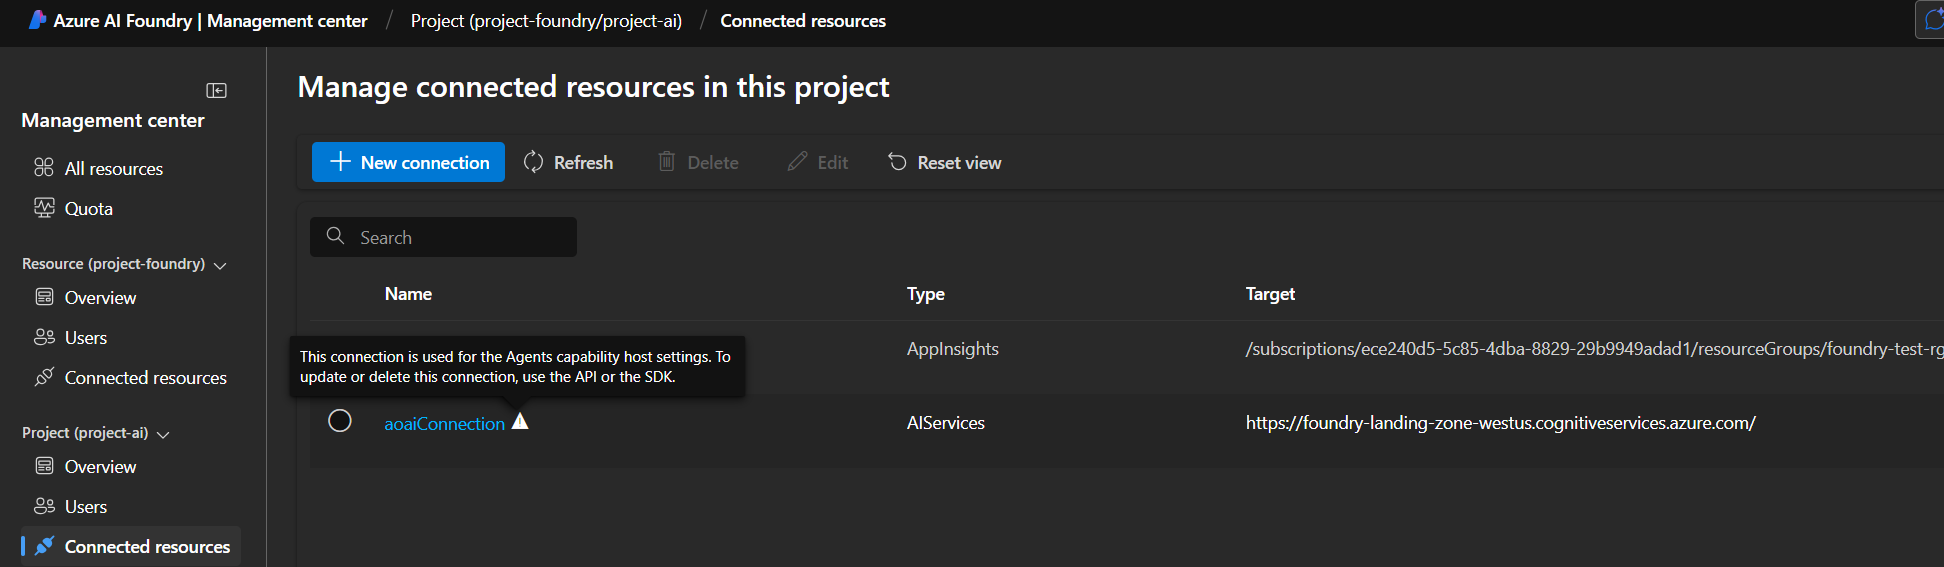 Azure AI Foundry | Management center / Project (project-foundry/project-ai) / Connected resources
Management center
All resources
Quota
Resource (project-foundry)
Overview
Users
Connected resources
Project (project-ai)
Overview
Users
Connected resources
Manage connected resources in this project
New connection Refresh Delete Edit Reset view
Search
Name Type Target
This connection is used for the Agents capability host settings. To
update or delete this connection, use the API or the SDK.
AppInsights /subscriptions/ece240d5-5c85-4dba-8829-29b9949adad1/resourceGroups/foundry-test-rg
aoaiConnection AIServices https://foundry-landing-zone-westus.cognitiveservices.azure.com/